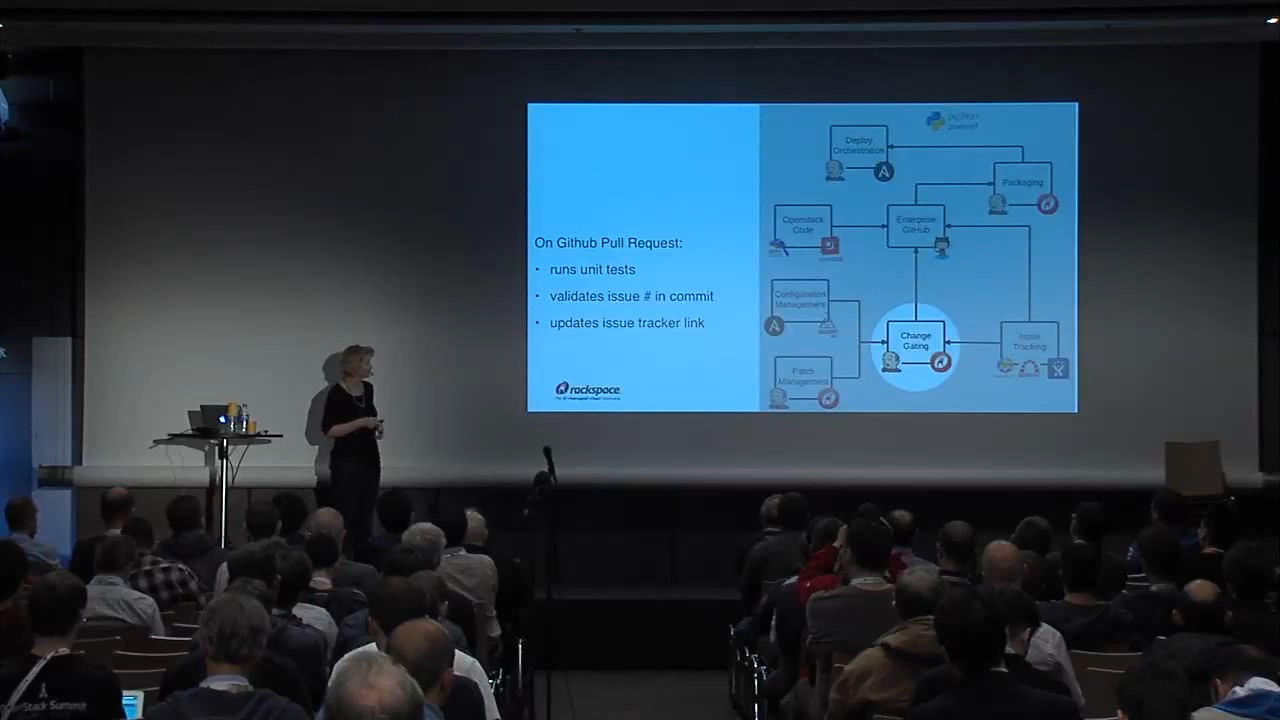 On Github Pull Request:
• runs unit tests
• validates issue # in commit
• updates issue tracker link
rackspace
python
powered
Deploy
Orchestration
Packaging
Openstack
Code
Enterprise
GitHub
Configuration
Management
Change
Gating
Issue
Tracking
Patch
Management
OpenStack Summit